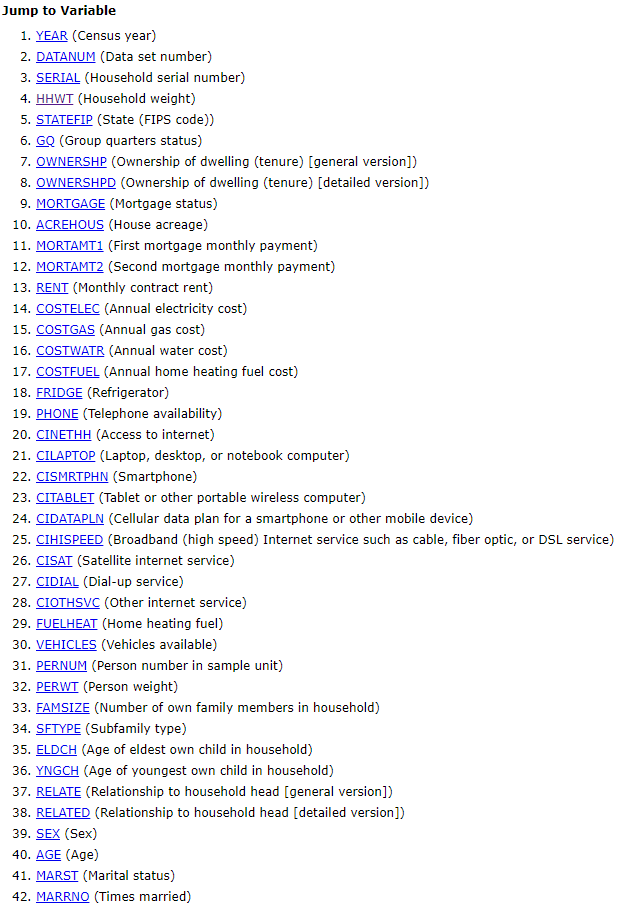 Jump to Variable
1. YEAR (Census year)
2. DATANUM (Data set number)
3. SERIAL (Household serial number)
4. HHWT (Household weight)
5. STATEFIP (State (FIPS code))
6. GQ (Group quarters status)
7. OWNERSHP (Ownership of dwelling (tenure) [general version])
8. OWNERSHPD (Ownership of dwelling (tenure) [detailed version])
9. MORTGAGE (Mortgage status)
10. ACREHOUS (House acreage)
11. MORTAMT1 (First mortgage monthly payment)
12. MORTAMT2 (Second mortgage monthly payment)
13. RENT (Monthly contract rent)
14. COSTELEC (Annual electricity cost)
15. COSTGAS (Annual gas cost)
16. COSTWATR (Annual water cost)
17. COSTFUEL (Annual home heating fuel cost)
18. FRIDGE (Refrigerator)
19. PHONE (Telephone availability)
20. CINETHH (Access to internet)
21. CILAPTOP (Laptop, desktop, or notebook computer)
22. CISMRTPHN (Smartphone)
23. CITABLET (Tablet or other portable wireless computer)
24. CIDATAPLN (Cellular data plan for a smartphone or other mobile device)
25. CIHISPEED (Broadband (high speed) Internet service such as cable, fiber optic, or DSL service)
26. CISAT (Satellite internet service)
27. CIDIAL (Dial-up service)
28. CIOTHSVC (Other internet service)
29. FUELHEAT (Home heating fuel)
30. VEHICLES (Vehicles available)
31. PERNUM (Person number in sample unit)
32. PERWT (Person weight)
33. FAMSIZE (Number of own family members in household)
34. SFTYPE (Subfamily type)
35. ELDCH (Age of eldest own child in household)
36. YNGCH (Age of youngest own child in household)
37. RELATE (Relationship to household head [general version])
38. RELATED (Relationship to household head [detailed version])
39. SEX (Sex)
40. AGE (Age)
41. MARST (Marital status)
42. MARRNO (Times married)